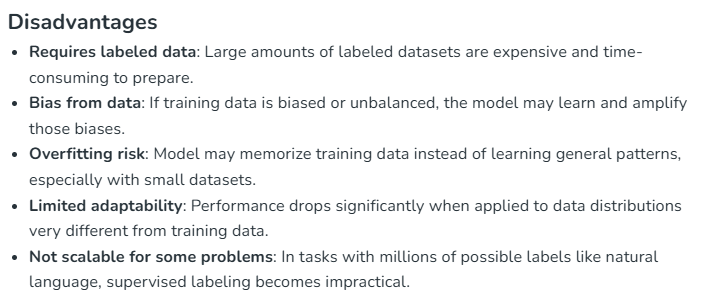 Disadvantages
• Requires labeled data: Large amounts of labeled datasets are expensive and time-
consuming to prepare.
• Bias from data: If training data is biased or unbalanced, the model may learn and amplify
those biases.
• Overfitting risk: Model may memorize training data instead of learning general patterns,
especially with small datasets.
• Limited adaptability: Performance drops significantly when applied to data distributions
very different from training data.
• Not scalable for some problems: In tasks with millions of possible labels like natural
language, supervised labeling becomes impractical.